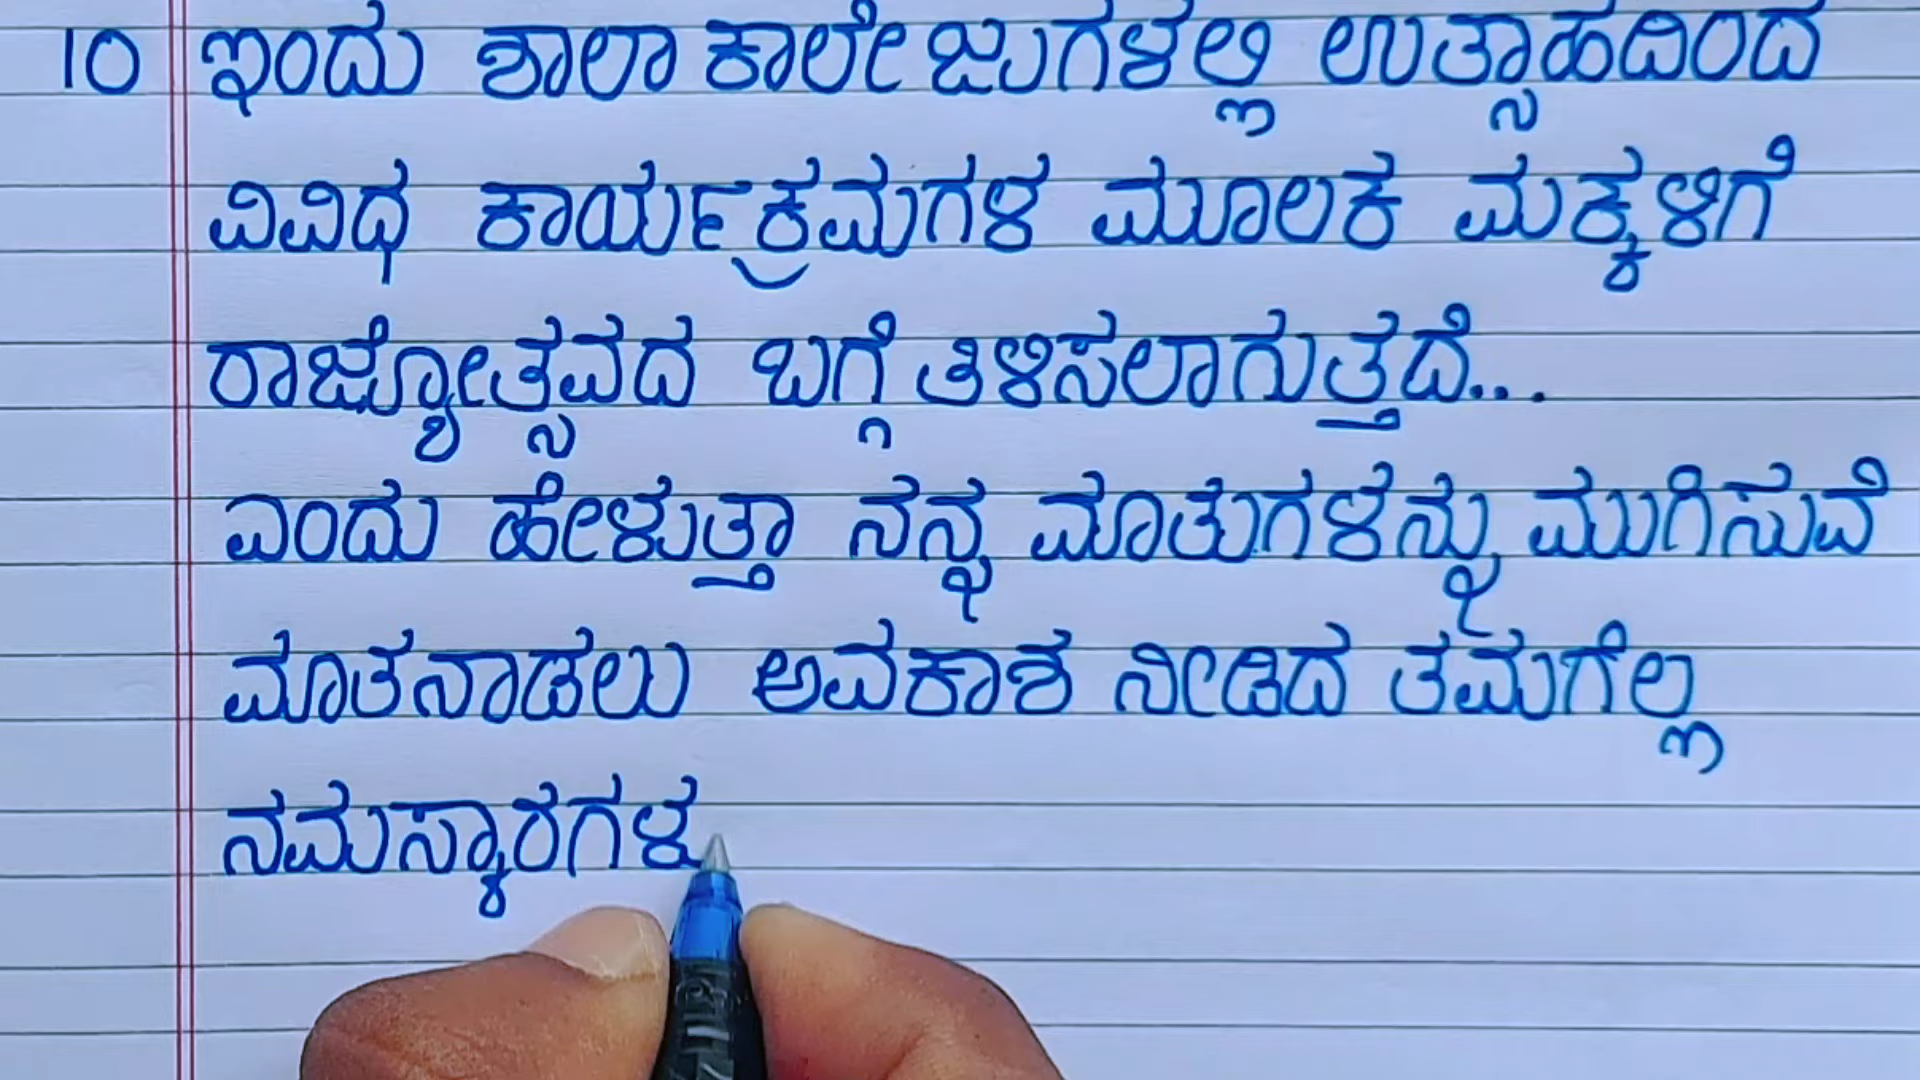 10 ಇಂದು ಶಾಲಾ ಕಾಲೇಜುಗಳಲ್ಲಿ ಉತ್ಸಾಹದಿಂದ
ವಿವಿಧ ಕಾರ್ಯಕ್ರಮಗಳ ಮೂಲಕ ಮಕ್ಕಳಿಗೆ
ರಾಜ್ಯೋತ್ಸವದ ಬಗ್ಗೆ ತಿಳಿಸಲಾಗುತ್ತದೆ...
ಎಂದು ಹೇಳುತ್ತಾ ನನ್ನ ಮಾತುಗಳನ್ನು ಮುಗಿಸುವೆ
ಮಾತನಾಡಲು ಅವಕಾಶ ನೀಡಿದ ತಮಗೆಲ್ಲ
ನಮಸ್ಕಾರಗಳ